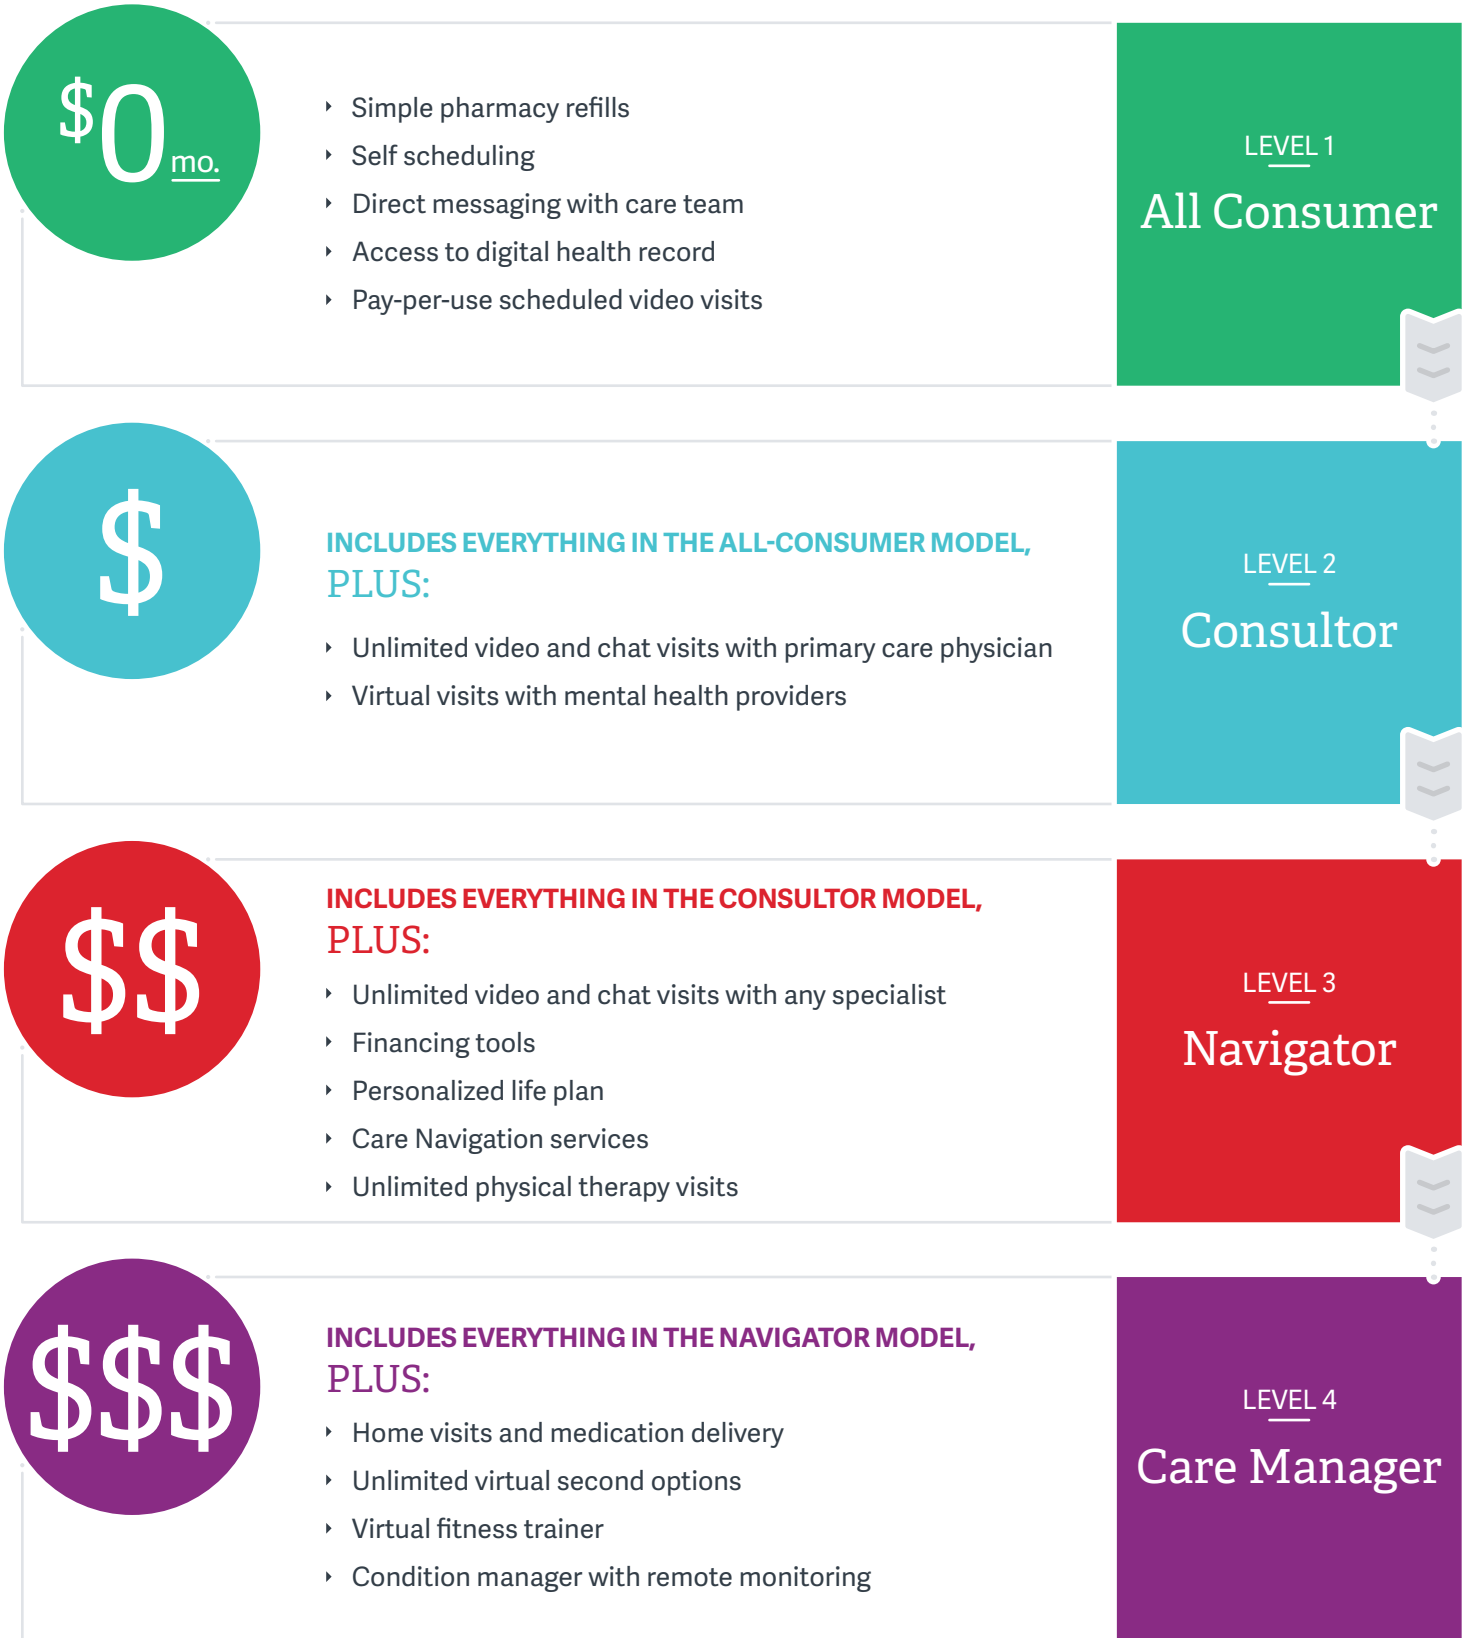 $0 mo.
Simple pharmacy refills
Self scheduling
Direct messaging with care team
Access to digital health record
Pay-per-use scheduled video visits
LEVEL 1
All Consumer
$
INCLUDES EVERYTHING IN THE ALL-CONSUMER MODEL,
PLUS:
Unlimited video and chat visits with primary care physician
Virtual visits with mental health providers
LEVEL 2
Consultor
$$
INCLUDES EVERYTHING IN THE CONSULTOR MODEL,
PLUS:
Unlimited video and chat visits with any specialist
Financing tools
Personalized life plan
Care Navigation services
Unlimited physical therapy visits
LEVEL 3
Navigator
$$$
INCLUDES EVERYTHING IN THE NAVIGATOR MODEL,
PLUS:
Home visits and medication delivery
Unlimited virtual second options
Virtual fitness trainer
Condition manager with remote monitoring
LEVEL 4
Care Manager